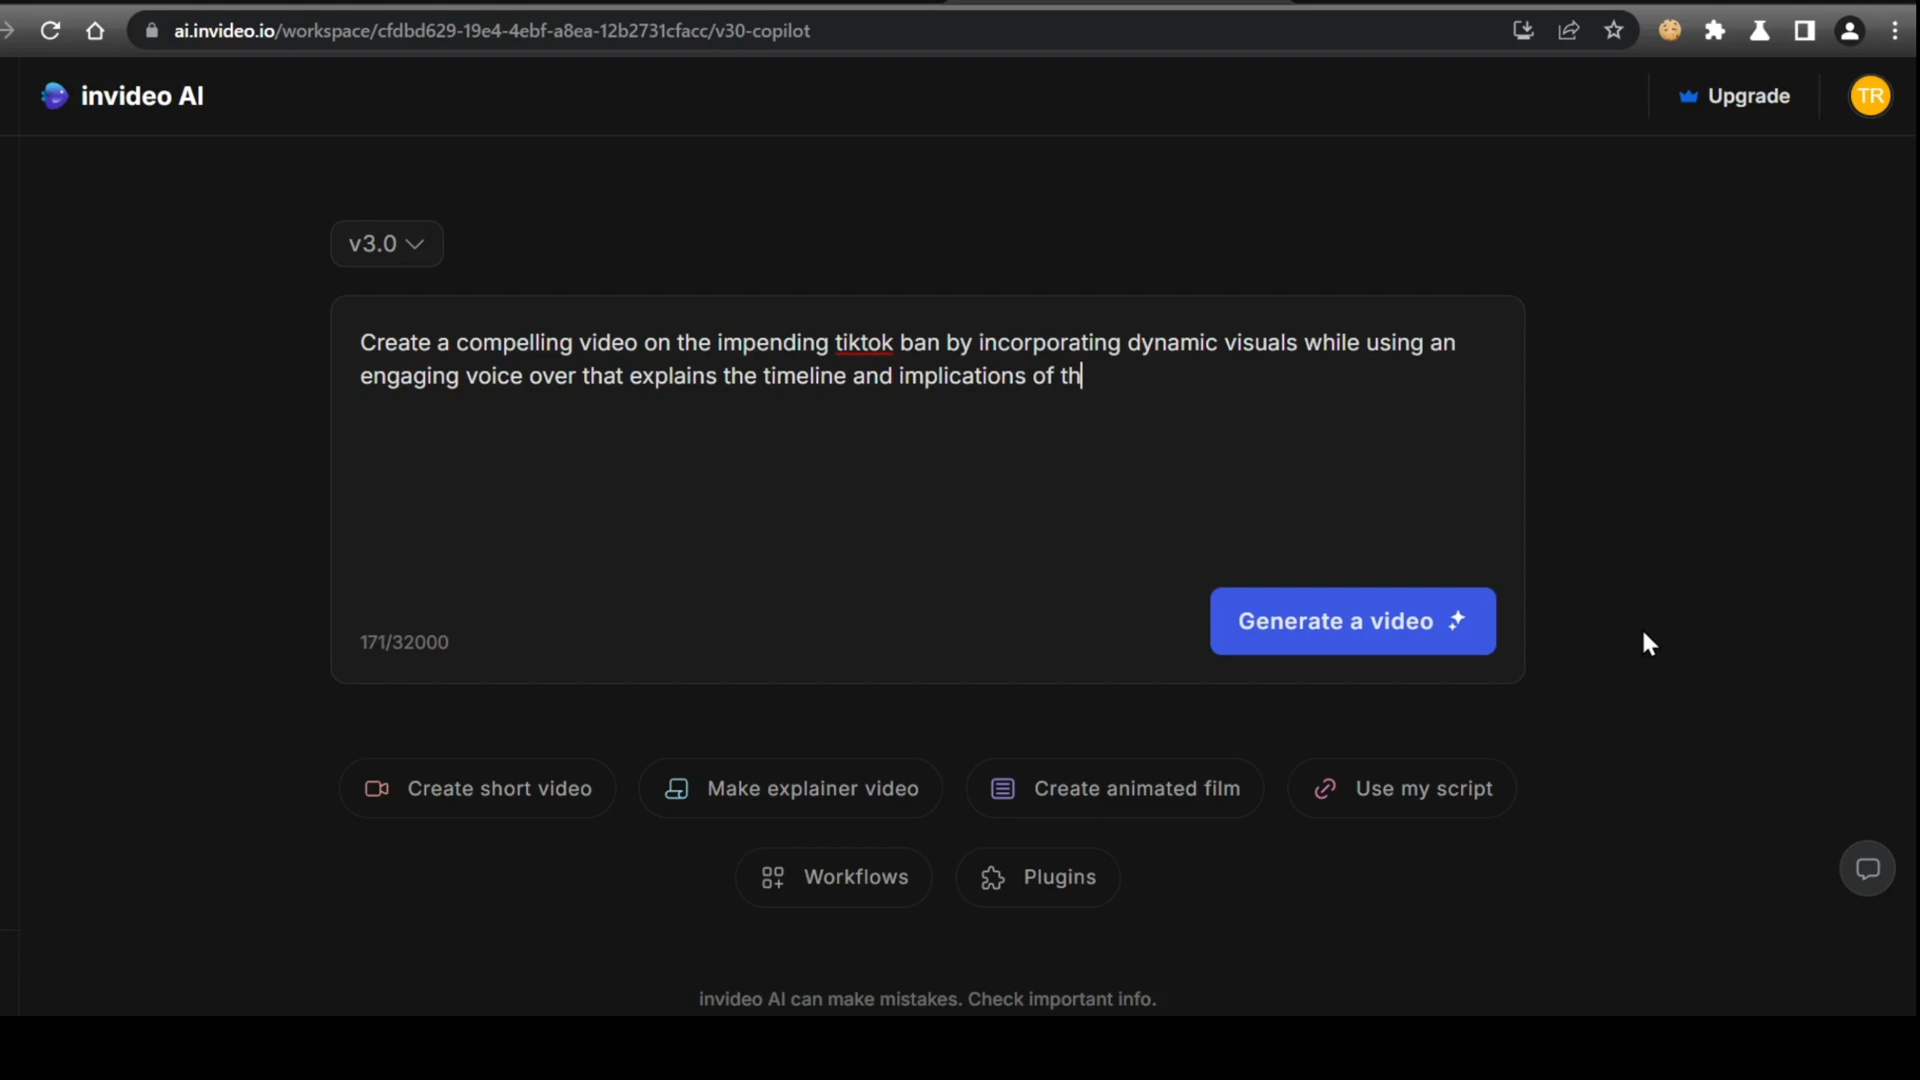 ai.invideo.io/workspace/cfdbd629-19e4-4ebf-a8ea-12b2731cfacc/v30-copilot
invideo AI
Upgrade
TR
v3.0
Create a compelling video on the impending tiktok ban by incorporating dynamic visuals while using an
engaging voice over that explains the timeline and implications of th
171/32000
Generate a video
Create short video
Make explainer video
Create animated film
Use my script
Workflows
Plugins
invideo AI can make mistakes. Check important info.